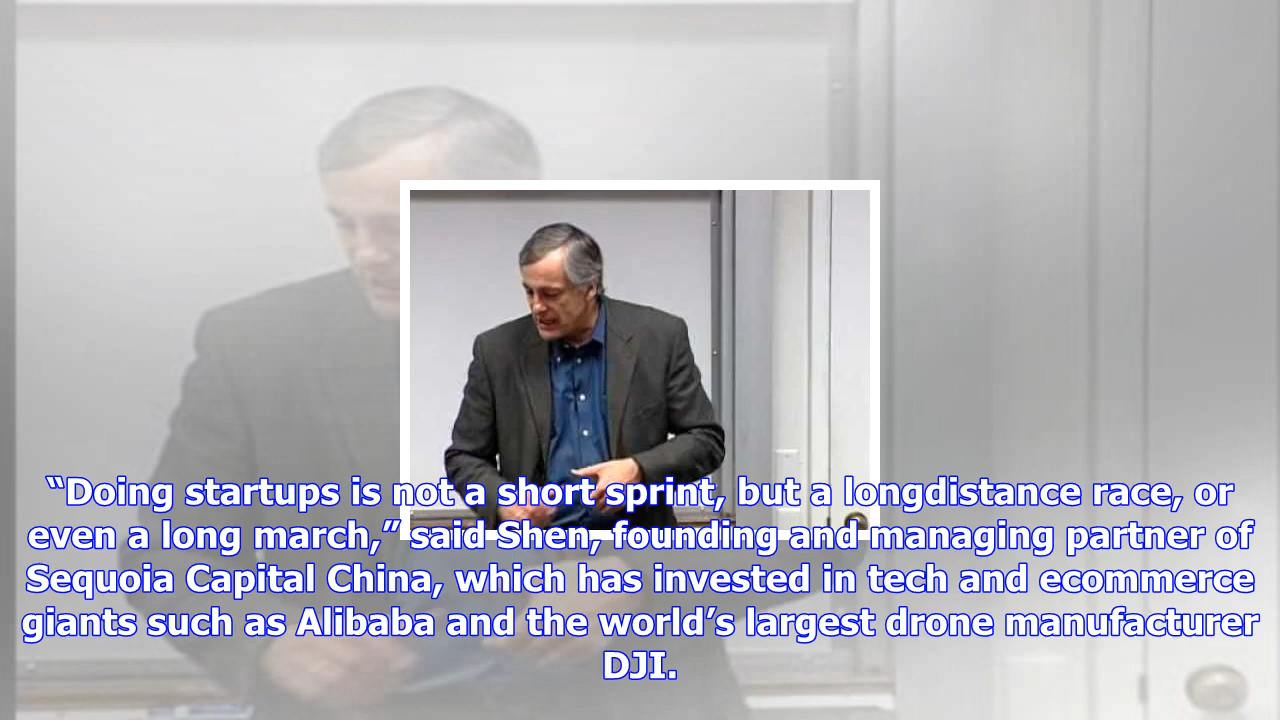 “Doing startups is not a short sprint, but a longdistance race, or
even a long march,” said Shen, founding and managing partner of
Sequoia Capital China, which has invested in tech and ecommerce
giants such as Alibaba and the world’s largest drone manufacturer
DJI.